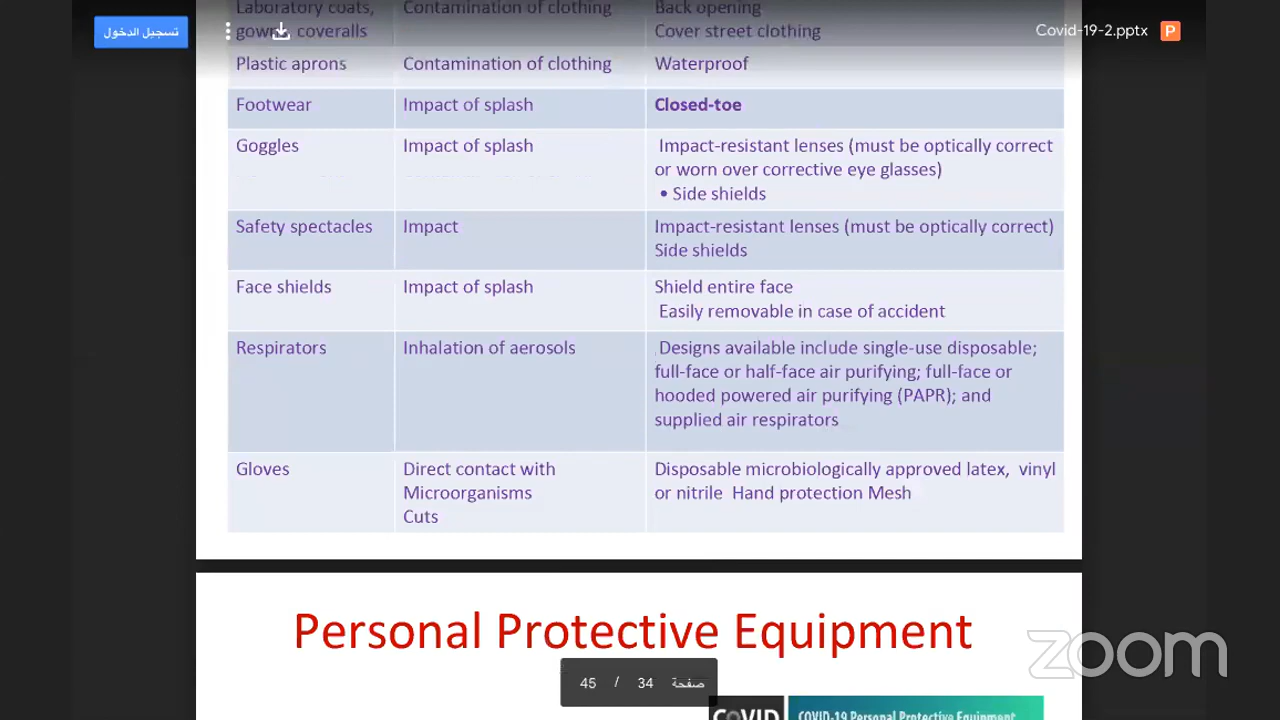 Laboratory coats, Contamination of clothing Back opening
gowns, coveralls Cover street clothing
تسجيل الدخول
Covid-19-2.pptx P
Plastic aprons Contamination of clothing Waterproof
Footwear Impact of splash Closed-toe
Goggles Impact of splash Impact-resistant lenses (must be optically correct
or worn over corrective eye glasses)
• Side shields
Safety spectacles Impact Impact-resistant lenses (must be optically correct)
Side shields
Face shields Impact of splash Shield entire face
Easily removable in case of accident
Respirators Inhalation of aerosols Designs available include single-use disposable;
full-face or half-face air purifying; full-face or
hooded powered air purifying (PAPR); and
supplied air respirators
Gloves Direct contact with Disposable microbiologically approved latex, vinyl
Microorganisms or nitrile Hand protection Mesh
Cuts
Personal Protective Equipment
zoom
صفحة 34 / 45
COVID COVID-19 Personal Protective Equipment